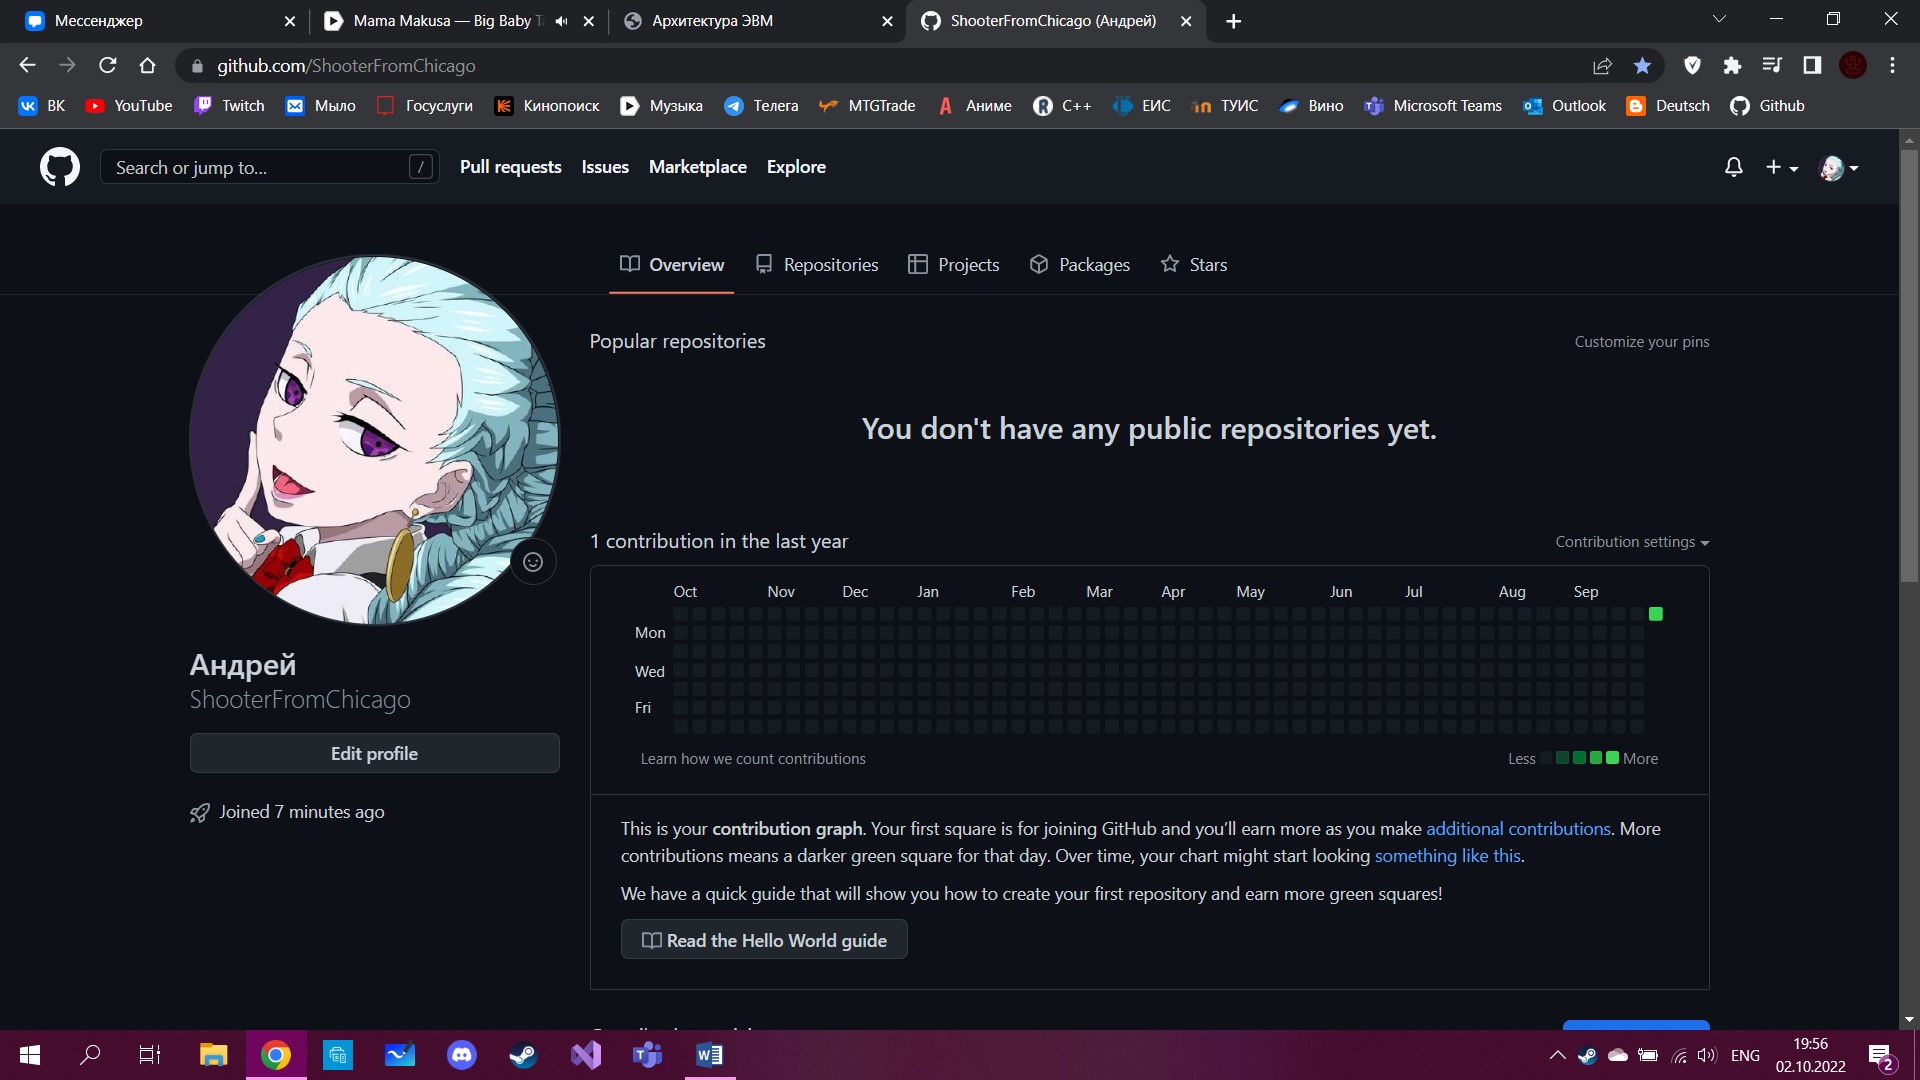 Мессенджер
Mama Makusa — Big Baby Ta
Архитектура ЭВМ
ShooterFromChicago (Андрей)
github.com/ShooterFromChicago
ВК
YouTube
Twitch
Мыло
Госуслуги
Кинопоиск
Музыка
Телега
MTGTrade
Аниме
C++
ЕИС
ТУИС
Вино
Microsoft Teams
Outlook
Deutsch
Github
Search or jump to...
/
Pull requests
Issues
Marketplace
Explore
Overview
Repositories
Projects
Packages
Stars
Popular repositories
Customize your pins
You don't have any public repositories yet.
1 contribution in the last year
Contribution settings
Oct Nov Dec Jan Feb Mar Apr May Jun Jul Aug Sep
Mon
Wed
Fri
Learn how we count contributions
Less
More
Андрей
ShooterFromChicago
Edit profile
Joined 7 minutes ago
This is your contribution graph. Your first square is for joining GitHub and you'll earn more as you make additional contributions. More
contributions means a darker green square for that day. Over time, your chart might start looking something like this.
We have a quick guide that will show you how to create your first repository and earn more green squares!
Read the Hello World guide
ENG
19:56
02.10.2022
2